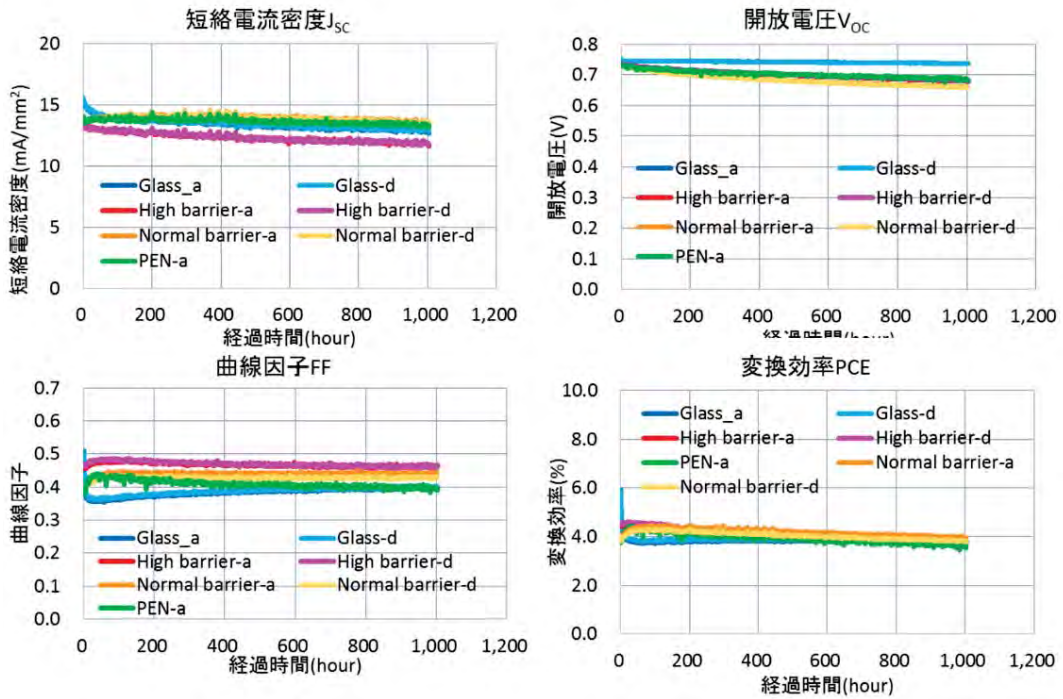 短絡電流密度JSC
20
15
10
5
0
短絡電流密度(mA/mm²)
Glass_a
Glass-d
High barrier-a
High barrier-d
Normal barrier-a
Normal barrier-d
PEN-a
0 200 400 600 800 1,000 1,200
経過時間(hour)
開放電圧VOC
0.8
0.7
0.6
0.5
0.4
0.3
0.2
0.1
0.0
開放電圧(V)
Glass_a
Glass-d
High barrier-a
High barrier-d
Normal barrier-a
Normal barrier-d
PEN-a
0 200 400 600 800 1,000 1,200
経過時間(hour)
曲線因子FF
0.7
0.6
0.5
0.4
0.3
0.2
0.1
0.0
曲線因子
Glass_a
Glass-d
High barrier-a
High barrier-d
Normal barrier-a
Normal barrier-d
PEN-a
0 200 400 600 800 1,000 1,200
経過時間(hour)
変換効率PCE
10.0
8.0
6.0
4.0
2.0
0.0
変換効率(%)
Glass_a
Glass-d
High barrier-a
High barrier-d
PEN-a
Normal barrier-a
Normal barrier-d
0 200 400 600 800 1,000 1,200
経過時間(hour)